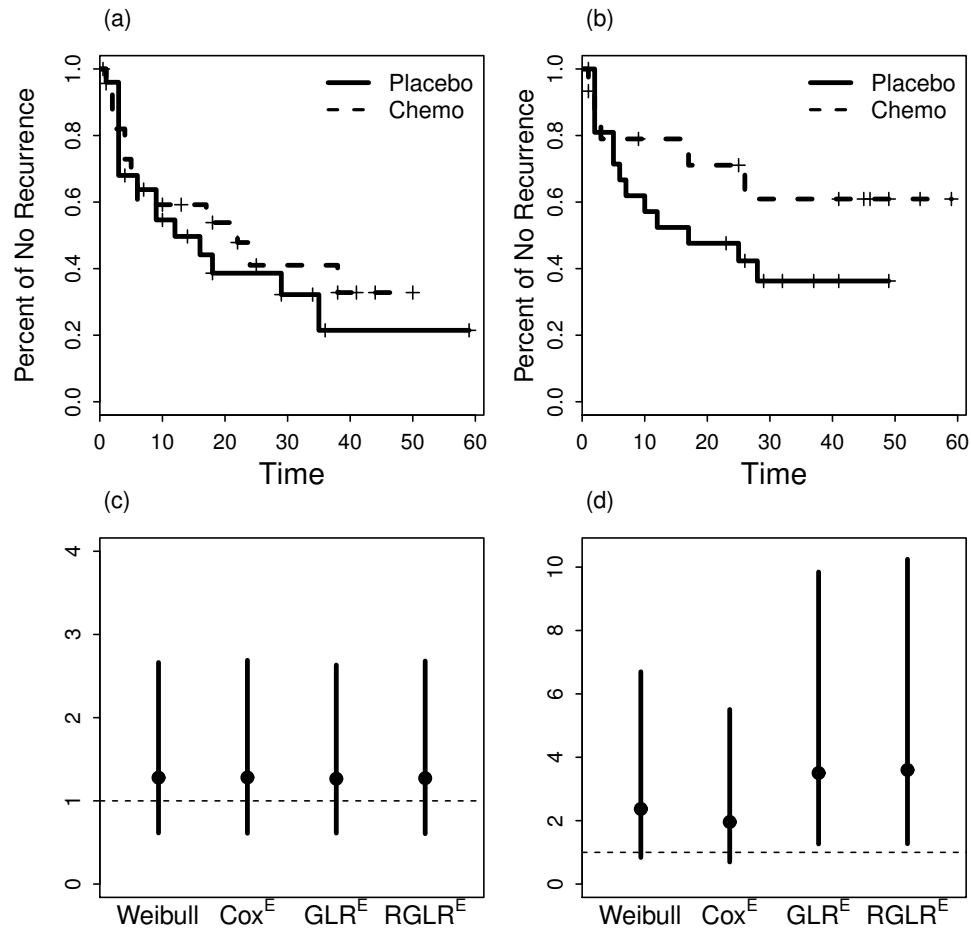 (a)
Percent of No Recurrence
1.0
0.8
0.6
0.4
0.2
0.0
Placebo
Chemo
0 10 20 30 40 50 60
Time
(b)
Percent of No Recurrence
1.0
0.8
0.6
0.4
0.2
0.0
Placebo
Chemo
0 10 20 30 40 50 60
Time
(c)
4
3
2
1
0
Weibull Cox^E GLR^E RGLR^E
(d)
10
8
6
4
2
0
Weibull Cox^E GLR^E RGLR^E